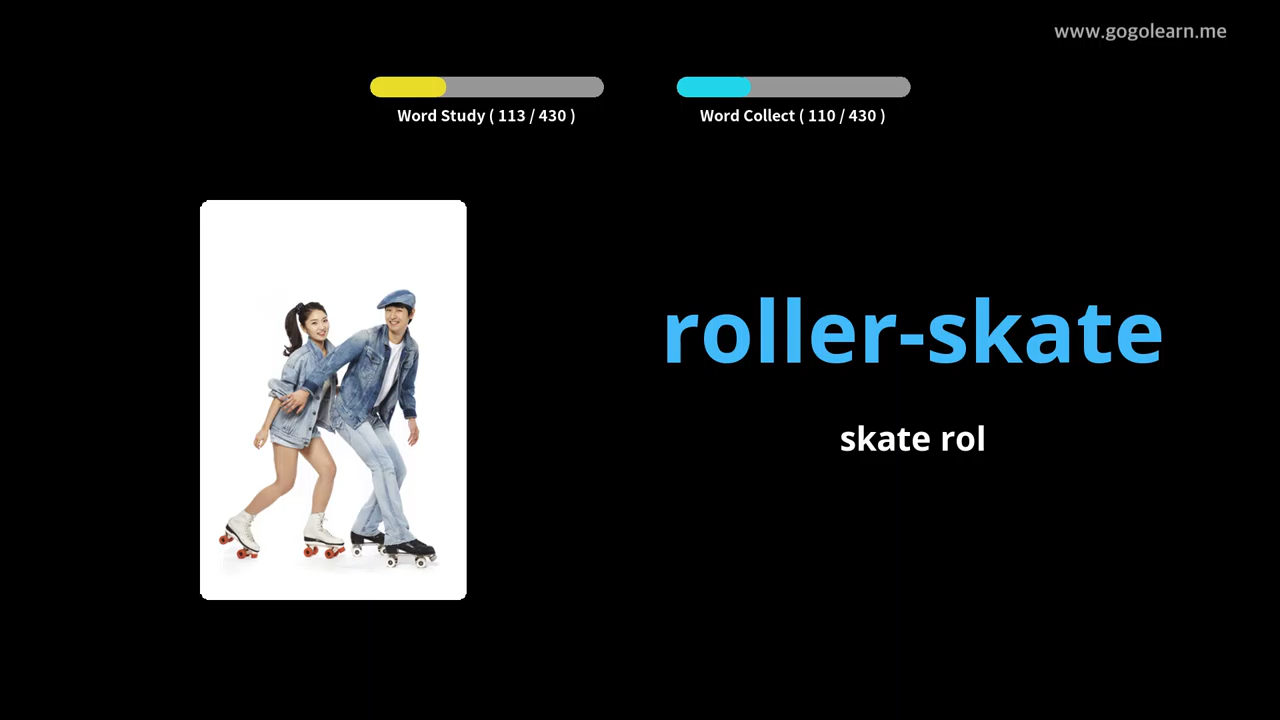 www.gogolearn.me
Word Study ( 113 / 430 )
Word Collect ( 110 / 430 )
roller-skate
skate rol